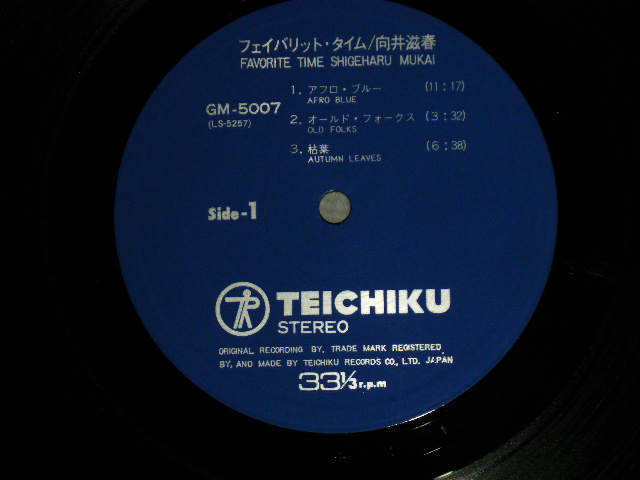 フェイバリット・タイム/向井滋春
FAVORITE TIME SHIGEHARU MUKAI
1. アフロ・ブルー (11:17)
AFRO BLUE
GM-5007
(LS-5257)
2. オールド・フォークス (3:32)
OLD FOLKS
3. 枯葉 (6:38)
AUTUMN LEAVES
Side-1
TEICHIKU
STEREO
ORIGINAL RECORDING BY, TRADE MARK REGISTERED
BY, AND MADE BY TEICHIKU RECORDS CO., LTD. JAPAN
33⅓ r.p.m